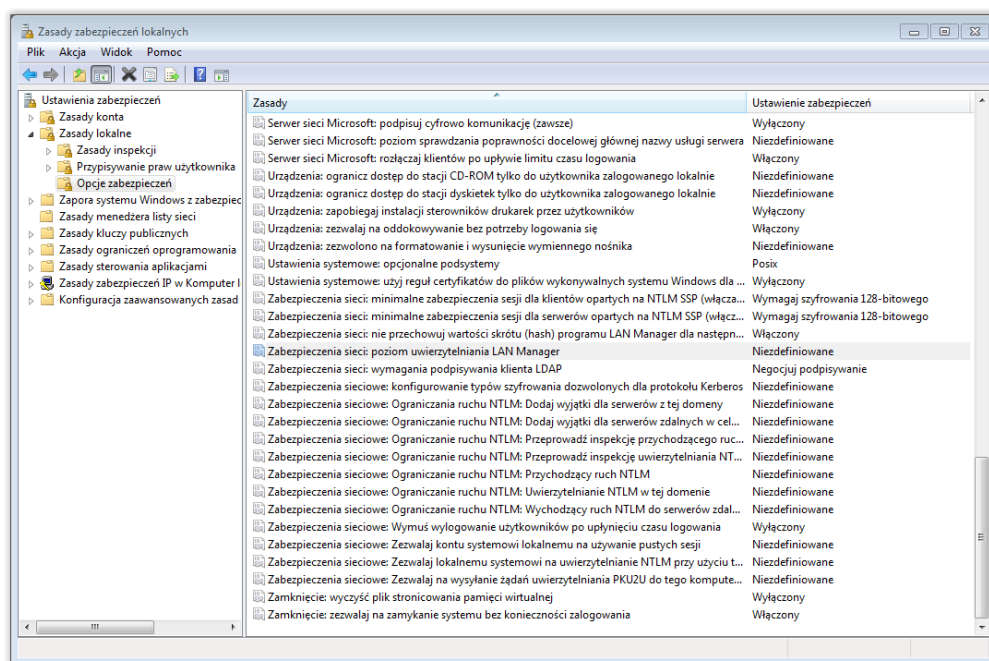 Zasady zabezpieczeń lokalnych
Plik Akcja Widok Pomoc
Ustawienia zabezpieczeń
Zasady konta
Zasady lokalne
Zasady inspekcji
Przypisywanie praw użytkownika
Opcje zabezpieczeń
Zapora systemu Windows z zabezpiec
Zasady menedżera listy sieci
Zasady kluczy publicznych
Zasady ograniczeń oprogramowania
Zasady sterowania aplikacjami
Zasady zabezpieczeń IP w Komputer l
Konfiguracja zaawansowanych zasad
Zasady Ustawienie zabezpieczeń
Serwer sieci Microsoft: podpisuj cyfrowo komunikację (zawsze) Wyłączony
Serwer sieci Microsoft: poziom sprawdzania poprawności docelowej głównej nazwy usługi serwera Niezdefiniowane
Serwer sieci Microsoft: rozłączaj klientów po upływie limitu czasu logowania Włączony
Urządzenia: ogranicz dostęp do stacji CD-ROM tylko do użytkownika zalogowanego lokalnie Niezdefiniowane
Urządzenia: ogranicz dostęp do stacji dyskietek tylko do użytkownika zalogowanego lokalnie Niezdefiniowane
Urządzenia: zapobiegaj instalacji sterowników drukarek przez użytkowników Wyłączony
Urządzenia: zezwalaj na oddokowywanie bez potrzeby logowania się Włączony
Urządzenia: zezwolono na formatowanie i wysunięcie wymiennego nośnika Niezdefiniowane
Ustawienia systemowe: opcjonalne podsystemy Posix
Ustawienia systemowe: użyj reguł certyfikatów do plików wykonywalnych systemu Windows dla ... Wyłączony
Zabezpieczenia sieci: minimalne zabezpieczenia sesji dla klientów opartych na NTLM SSP (włącza... Wymagaj szyfrowania 128-bitowego
Zabezpieczenia sieci: minimalne zabezpieczenia sesji dla serwerów opartych na NTLM SSP (włącz... Wymagaj szyfrowania 128-bitowego
Zabezpieczenia sieci: nie przechowuj wartości skrótu (hash) programu LAN Manager dla następn... Włączony
Zabezpieczenia sieci: poziom uwierzytelniania LAN Manager Niezdefiniowane
Zabezpieczenia sieci: wymagania podpisywania klienta LDAP Negocjuj podpisywanie
Zabezpieczenia sieciowe: konfigurowanie typów szyfrowania dozwolonych dla protokołu Kerberos Niezdefiniowane
Zabezpieczenia sieciowe: Ograniczania ruchu NTLM: Dodaj wyjątki dla serwerów z tej domeny Niezdefiniowane
Zabezpieczenia sieciowe: Ograniczanie ruchu NTLM: Dodaj wyjątki dla serwerów zdalnych w cel... Niezdefiniowane
Zabezpieczenia sieciowe: Ograniczanie ruchu NTLM: Przeprowadź inspekcję przychodzącego ruc... Niezdefiniowane
Zabezpieczenia sieciowe: Ograniczanie ruchu NTLM: Przeprowadź inspekcję uwierzytelniania NT... Niezdefiniowane
Zabezpieczenia sieciowe: Ograniczanie ruchu NTLM: Przychodzący ruch NTLM Niezdefiniowane
Zabezpieczenia sieciowe: Ograniczanie ruchu NTLM: Uwierzytelnianie NTLM w tej domenie Niezdefiniowane
Zabezpieczenia sieciowe: Ograniczanie ruchu NTLM: Wychodzący ruch NTLM do serwerów zdal... Niezdefiniowane
Zabezpieczenia sieciowe: Wymuś wylogowanie użytkowników po upłynięciu czasu logowania Wyłączony
Zabezpieczenia sieciowe: Zezwalaj kontu systemowi lokalnemu na używanie pustych sesji Niezdefiniowane
Zabezpieczenia sieciowe: Zezwalaj lokalnemu systemowi na uwierzytelnianie NTLM przy użyciu t... Niezdefiniowane
Zabezpieczenia sieciowe: Zezwalaj na wysyłanie żądań uwierzytelniania PKU2U do tego kompute... Niezdefiniowane
Zamknięcie: wyczyść plik stronicowania pamięci wirtualnej Wyłączony
Zamknięcie: zezwalaj na zamykanie systemu bez konieczności zalogowania Włączony